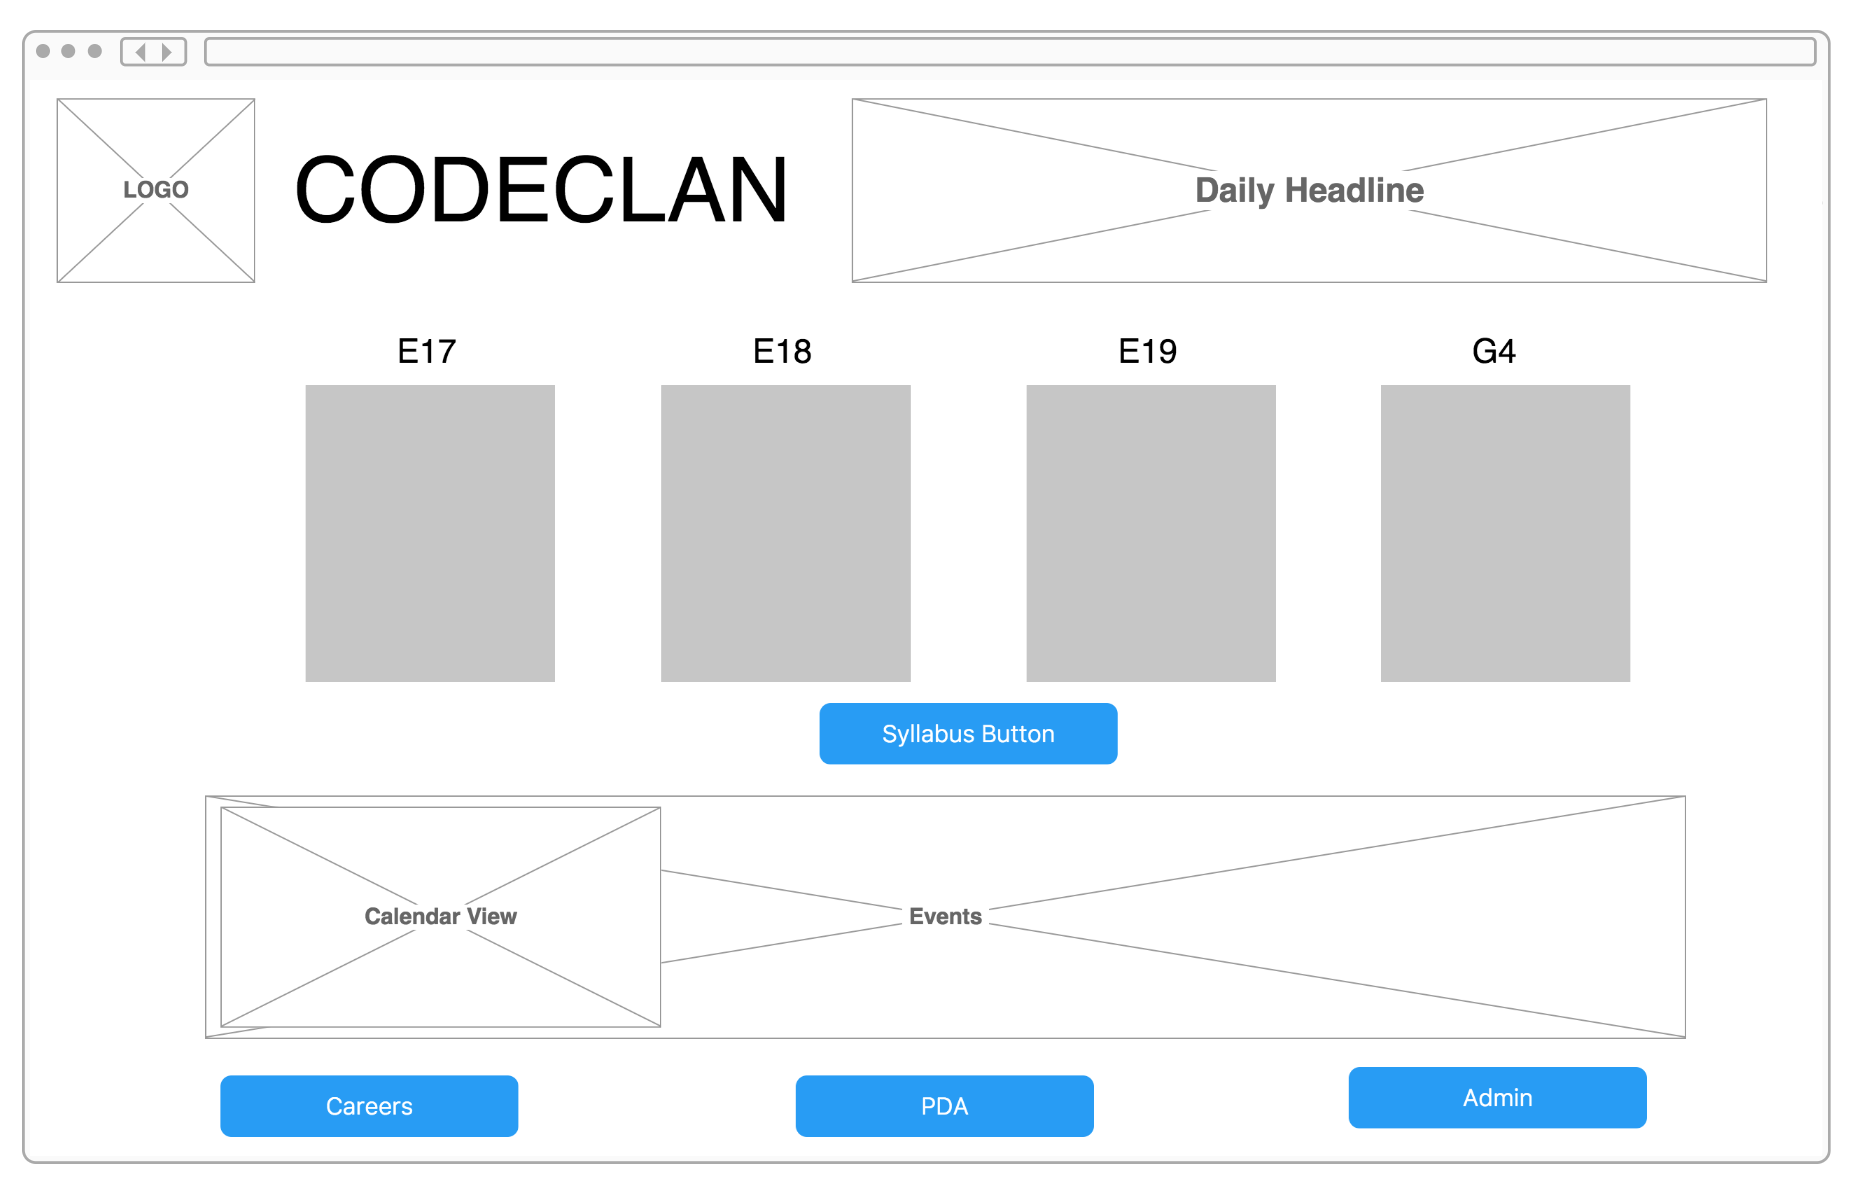 LOGO
CODECLAN
Daily Headline
E17
E18
E19
G4
Syllabus Button
Calendar View
Events
Careers
PDA
Admin